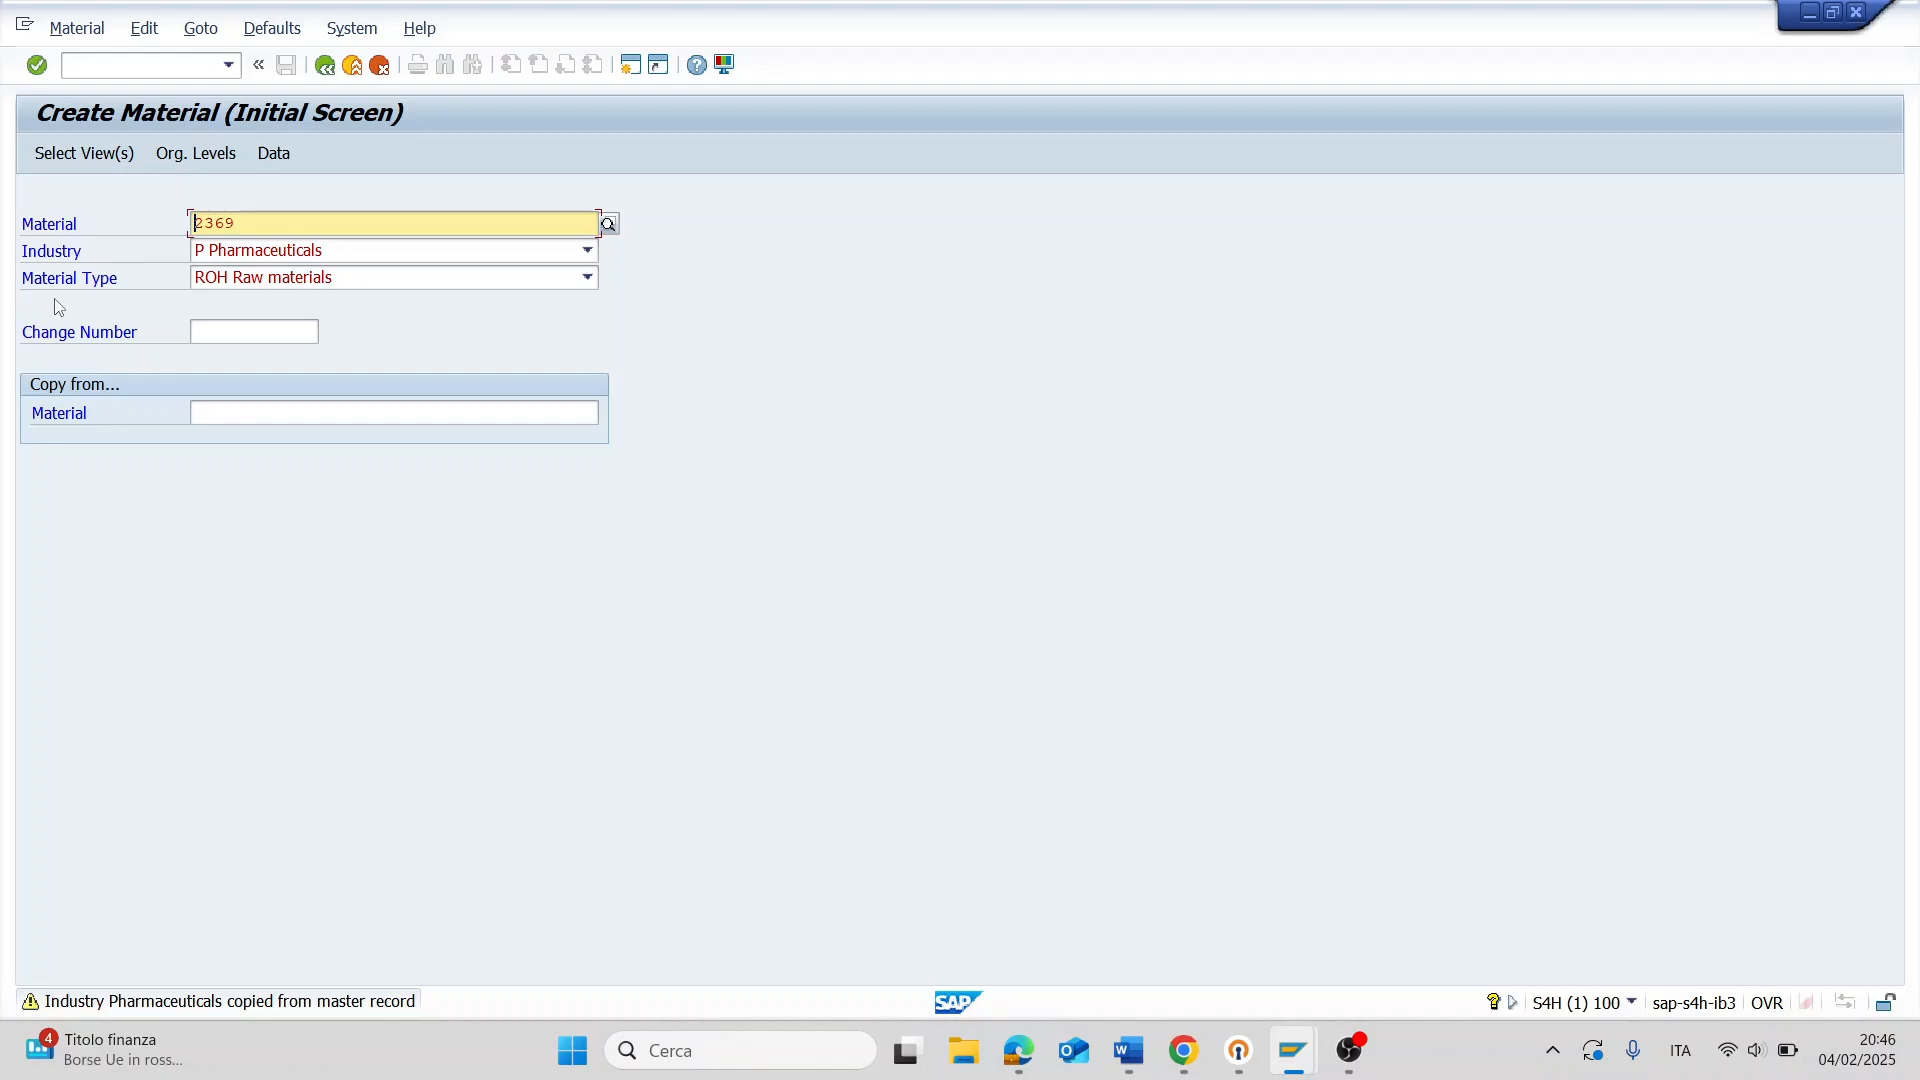 Material Edit Goto Defaults System Help
Create Material (Initial Screen)
Select View(s) Org. Levels Data
Material 2369
Industry P Pharmaceuticals
Material Type ROH Raw materials
Change Number
Copy from...
Material
Industry Pharmaceuticals copied from master record
SAP
S4H (1) 100 sap-s4h-ib3 OVR
4 Titolo finanza
Borse Ue in ross...
Cerca
ITA
20:46
04/02/2025